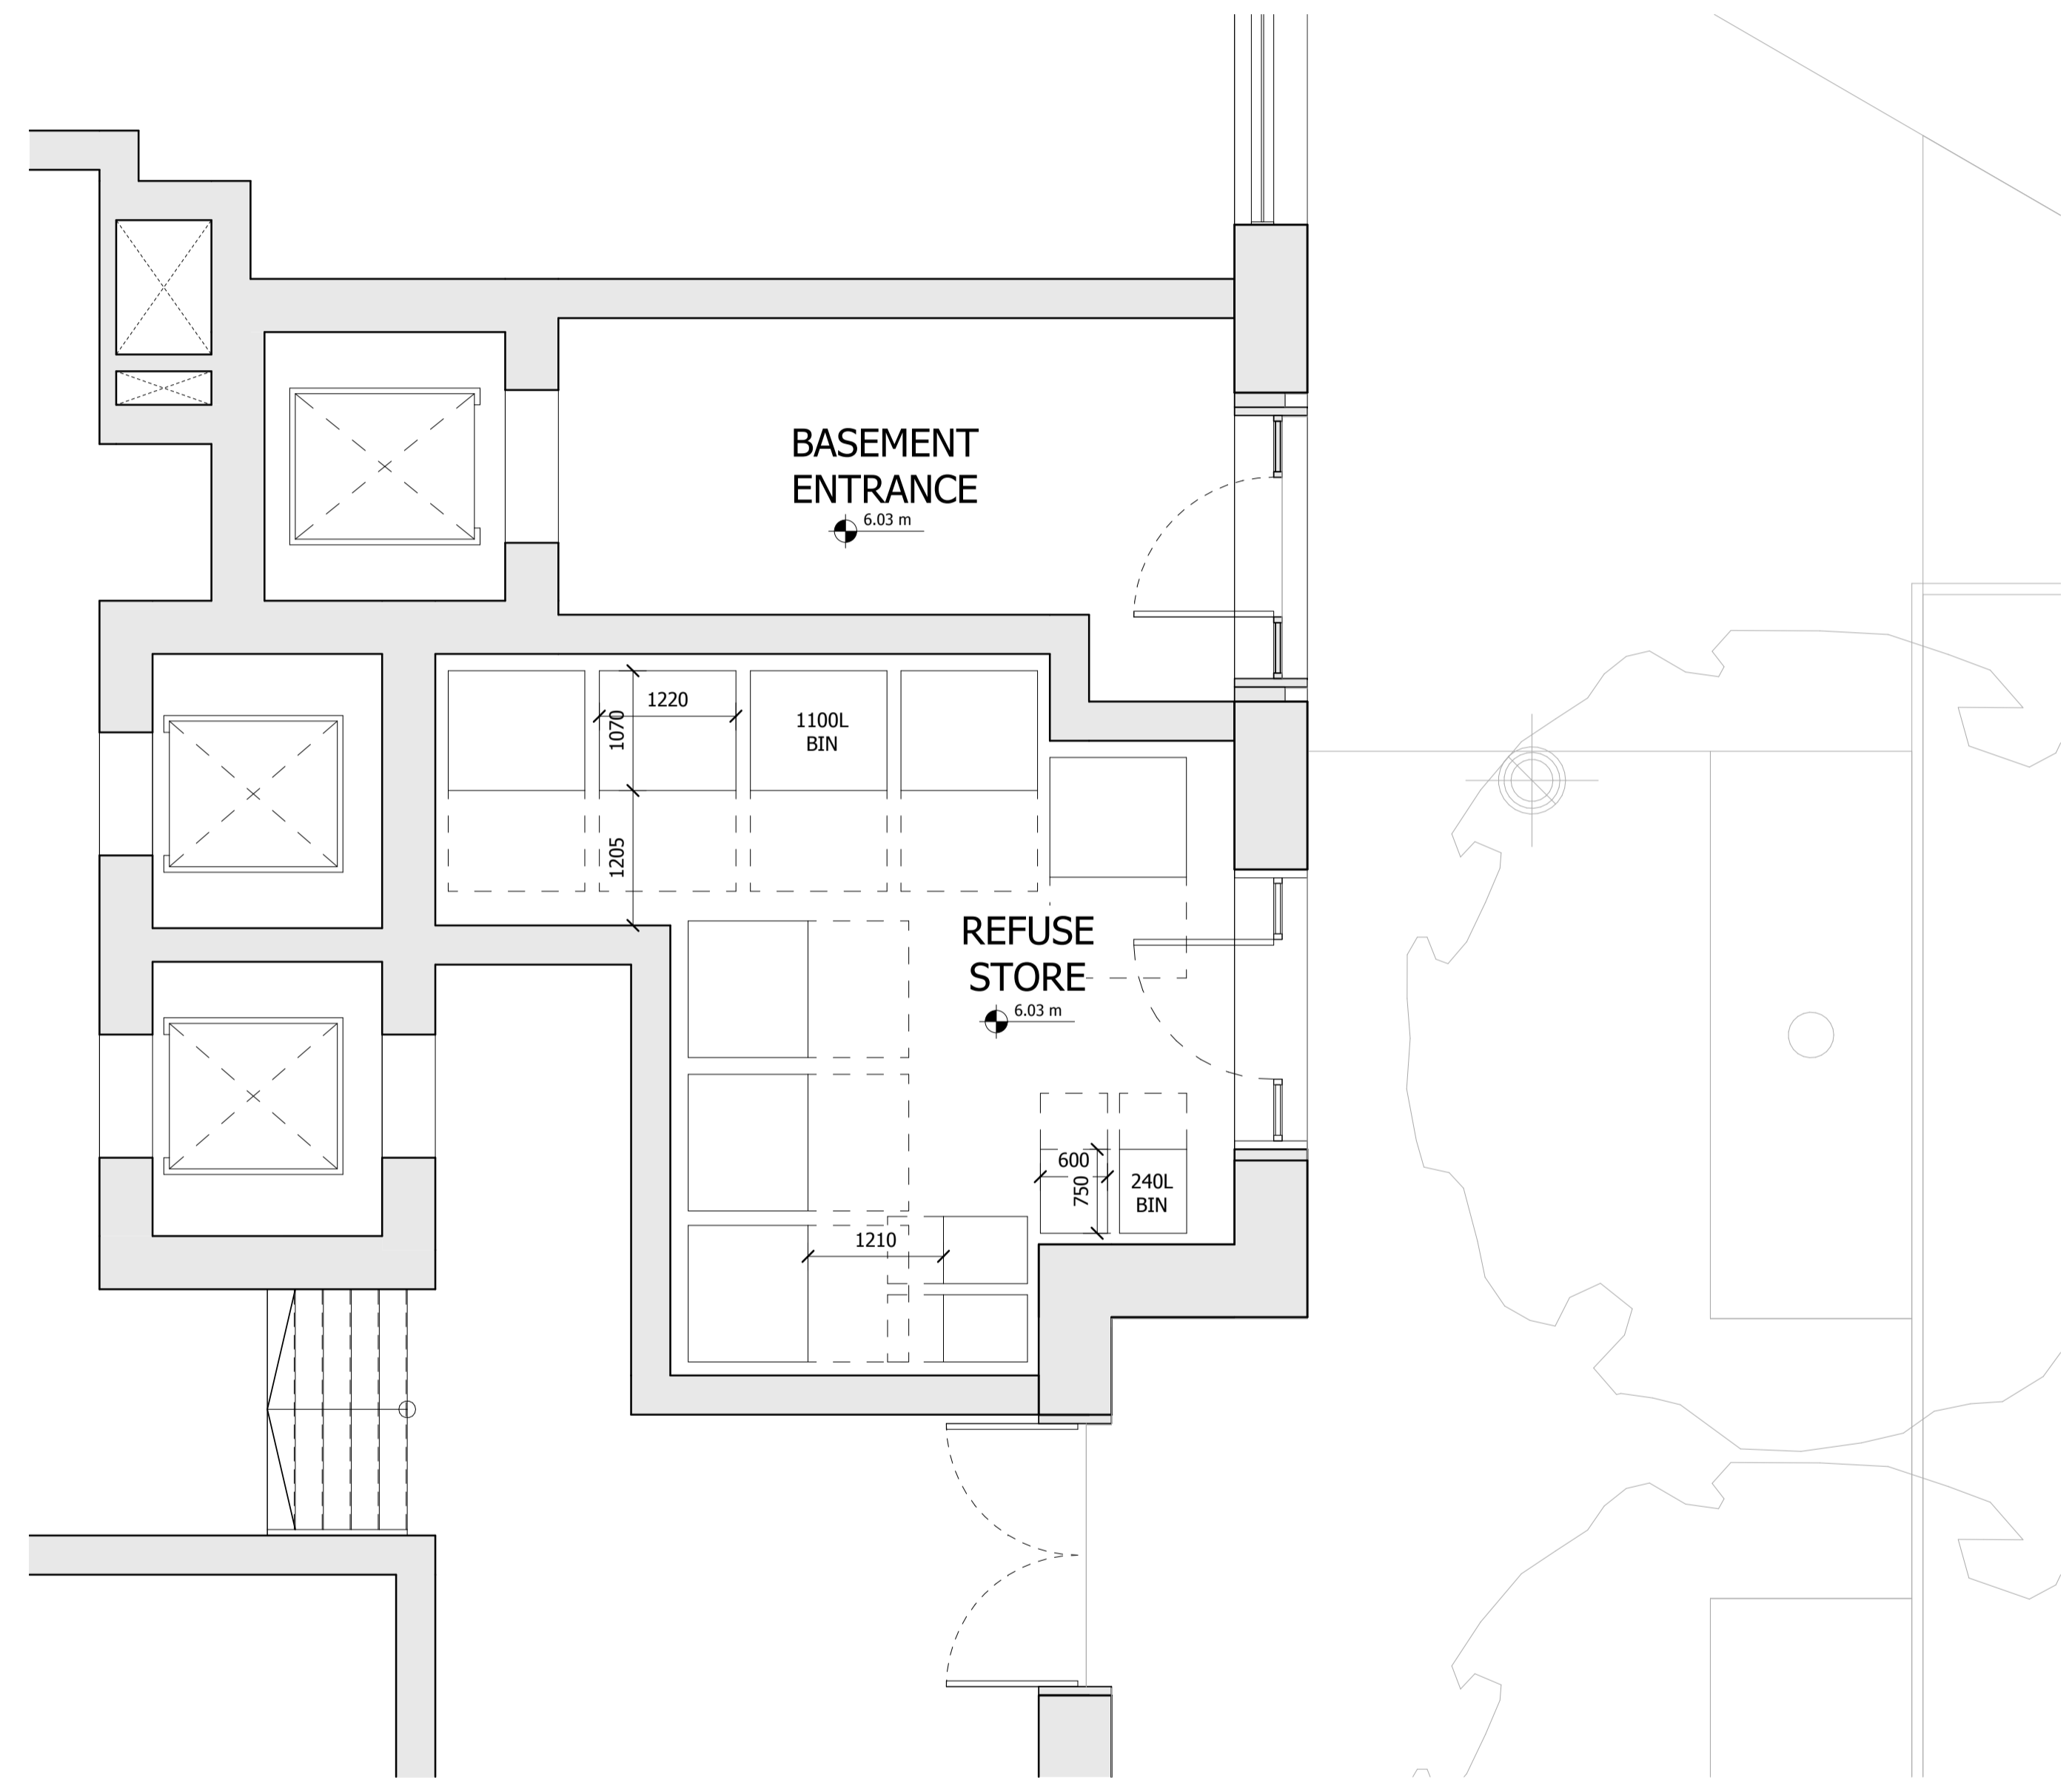 BASEMENT
ENTRANCE
6.03 m
1220
1070
1100L
BIN
1205
REFUSE
STORE
6.03 m
600
750
240L
BIN
1210